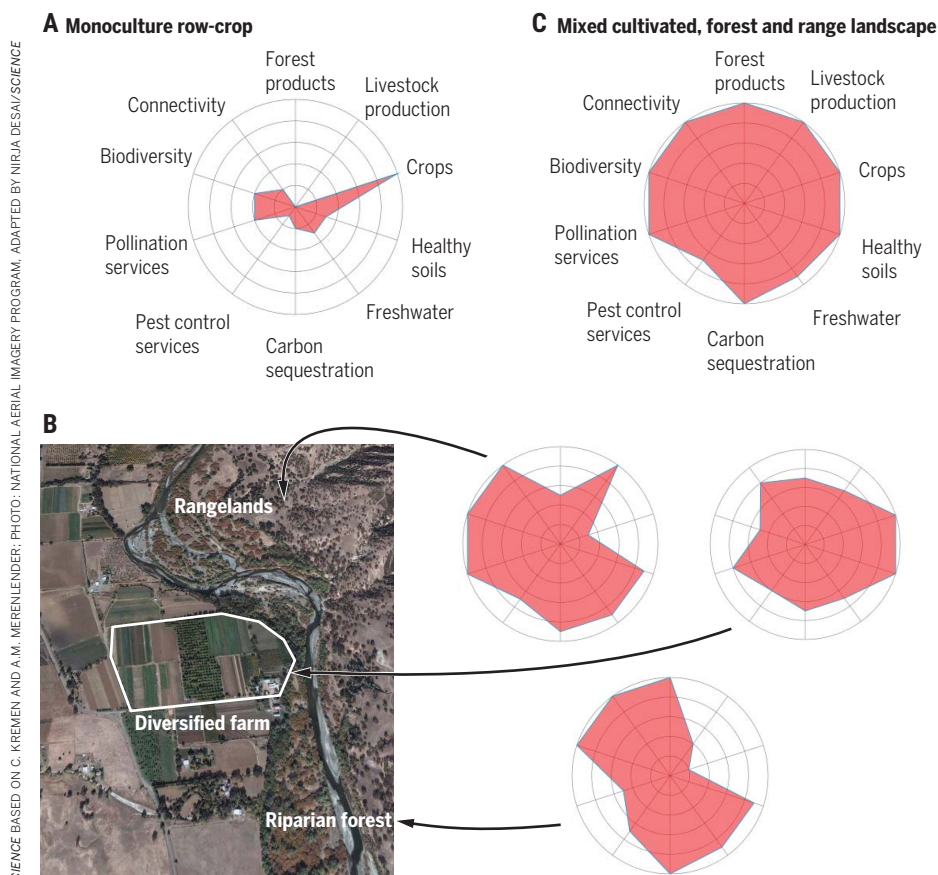 A Monoculture row-crop
Forest
products
Livestock
production
Crops
Healthy
soils
Freshwater
Carbon
sequestration
Pest control
services
Pollination
services
Biodiversity
Connectivity
C Mixed cultivated, forest and range landscape
Forest
products
Livestock
production
Crops
Healthy
soils
Freshwater
Carbon
sequestration
Pest control
services
Pollination
services
Biodiversity
Connectivity
B
Rangelands
Diversified farm
Riparian forest
BASED ON C. KREMEN AND A.M. MERENLENDER; PHOTO: NATIONAL AERIAL IMAGERY PROGRAM, ADAPTED BY NIRJA DESAI/SCIENCE